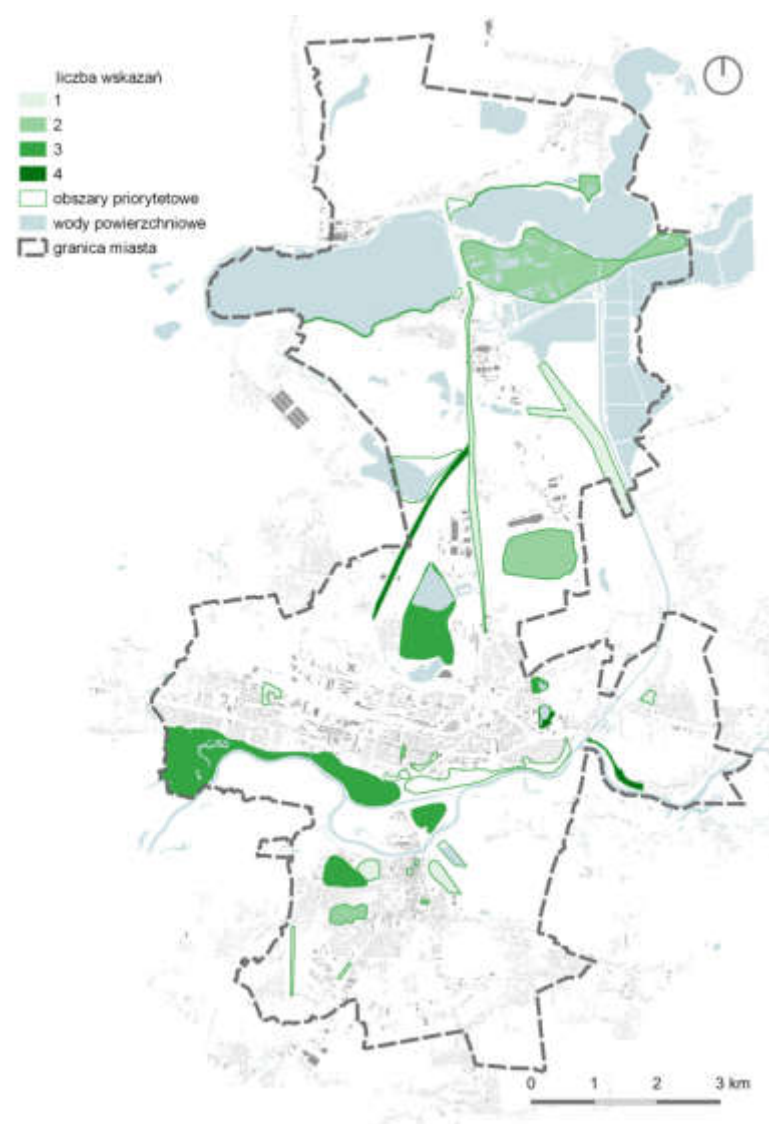 liczba wskazań
1
2
3
4
obszary priorytetowe
wody powierzchniowe
granica miasta
0 1 2 3 km